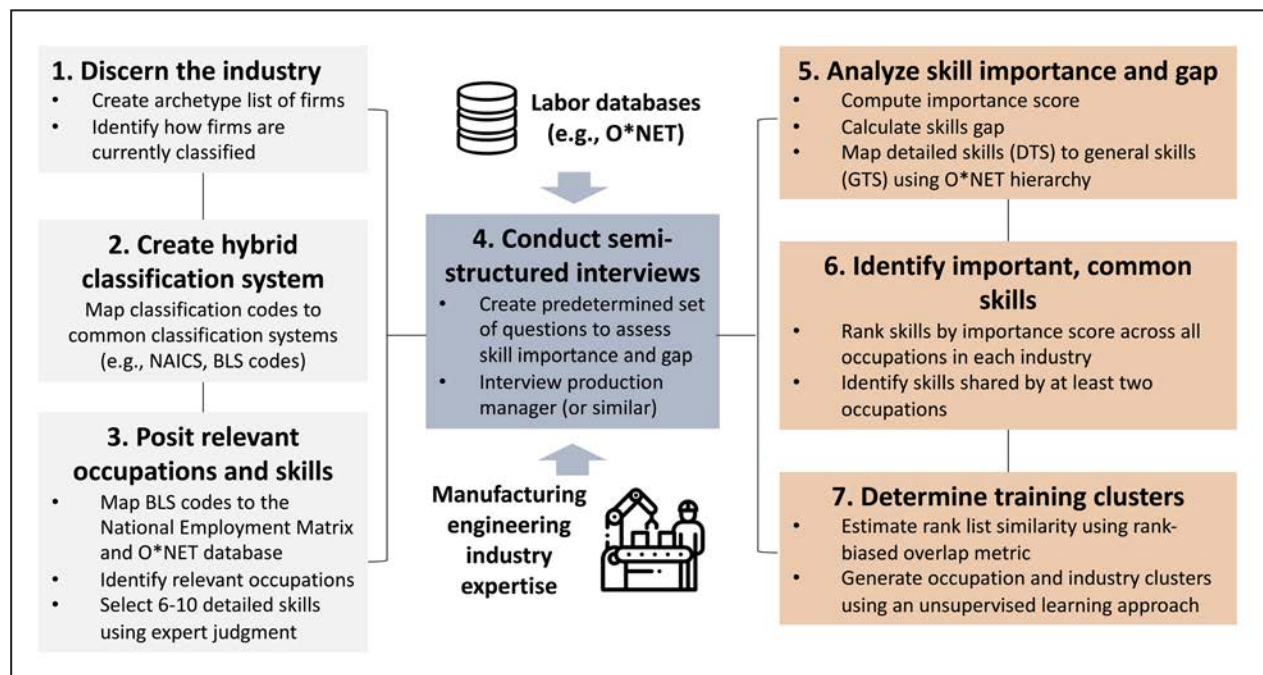 1. Discern the industry
• Create archetype list of firms
• Identify how firms are
currently classified
2. Create hybrid
classification system
Map classification codes to
common classification systems
(e.g., NAICS, BLS codes)
3. Posit relevant
occupations and skills
• Map BLS codes to the
National Employment Matrix
and O*NET database
• Identify relevant occupations
• Select 6-10 detailed skills
using expert judgment
Labor databases
(e.g., O*NET)
4. Conduct semi-
structured interviews
• Create predetermined set
of questions to assess
skill importance and gap
• Interview production
manager (or similar)
Manufacturing
engineering
industry
expertise
5. Analyze skill importance and gap
• Compute importance score
• Calculate skills gap
• Map detailed skills (DTS) to general skills
(GTS) using O*NET hierarchy
6. Identify important, common
skills
• Rank skills by importance score across all
occupations in each industry
• Identify skills shared by at least two
occupations
7. Determine training clusters
• Estimate rank list similarity using rank-
biased overlap metric
• Generate occupation and industry clusters
using an unsupervised learning approach